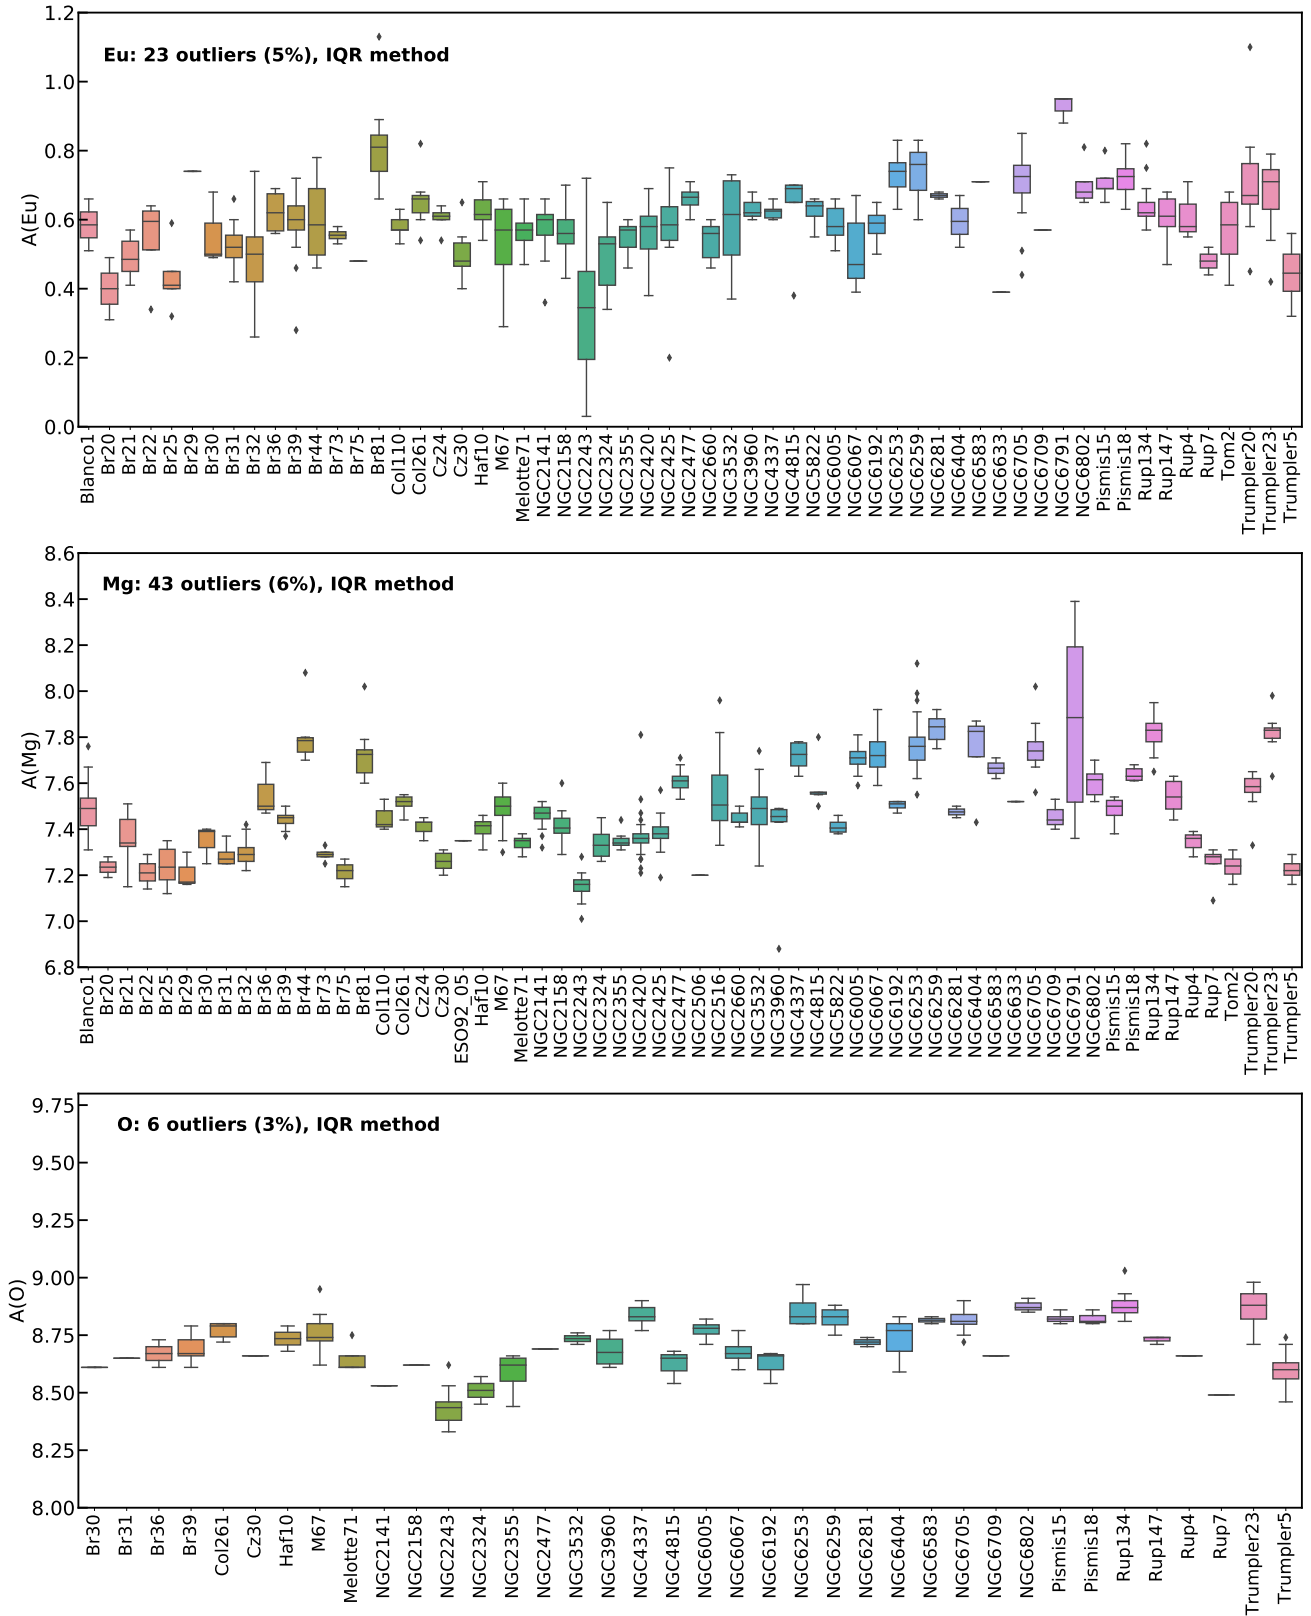 Eu: 23 outliers (5%), IQR method
A(Eu)
1.2
1.0
0.8
0.6
0.4
0.2
0.0
Blanco1
Br20
Br21
Br22
Br25
Br29
Br30
Br31
Br32
Br36
Br39
Br44
Br73
Br75
Br81
Col110
Col261
Cz24
Cz30
Haf10
M67
Melotte71
NGC2141
NGC2158
NGC2243
NGC2324
NGC2355
NGC2420
NGC2425
NGC2477
NGC2660
NGC3532
NGC3960
NGC4337
NGC4815
NGC5822
NGC6005
NGC6067
NGC6192
NGC6253
NGC6259
NGC6281
NGC6404
NGC6583
NGC6633
NGC6705
NGC6709
NGC6791
NGC6802
Pismis15
Pismis18
Rup134
Rup147
Rup4
Rup7
Tom2
Trumpler20
Trumpler23
Trumpler5
Mg: 43 outliers (6%), IQR method
A(Mg)
8.6
8.4
8.2
8.0
7.8
7.6
7.4
7.2
7.0
6.8
Blanco1
Br20
Br21
Br22
Br25
Br29
Br30
Br31
Br32
Br36
Br39
Br44
Br73
Br75
Br81
Col110
Col261
Cz24
Cz30
ESO92_05
Haf10
M67
Melotte71
NGC2141
NGC2158
NGC2243
NGC2324
NGC2355
NGC2420
NGC2425
NGC2477
NGC2506
NGC2516
NGC2660
NGC3532
NGC3960
NGC4337
NGC4815
NGC5822
NGC6005
NGC6067
NGC6192
NGC6253
NGC6259
NGC6281
NGC6404
NGC6583
NGC6633
NGC6705
NGC6709
NGC6791
NGC6802
Pismis15
Pismis18
Rup134
Rup147
Rup4
Rup7
Tom2
Trumpler20
Trumpler23
Trumpler5
O: 6 outliers (3%), IQR method
A(O)
9.75
9.50
9.25
9.00
8.75
8.50
8.25
8.00
Br30
Br31
Br36
Br39
Col261
Cz30
Haf10
M67
Melotte71
NGC2141
NGC2158
NGC2243
NGC2324
NGC2355
NGC2477
NGC3532
NGC3960
NGC4337
NGC4815
NGC6005
NGC6067
NGC6192
NGC6253
NGC6259
NGC6281
NGC6404
NGC6583
NGC6705
NGC6709
NGC6802
Pismis15
Pismis18
Rup134
Rup147
Rup4
Rup7
Trumpler23
Trumpler5